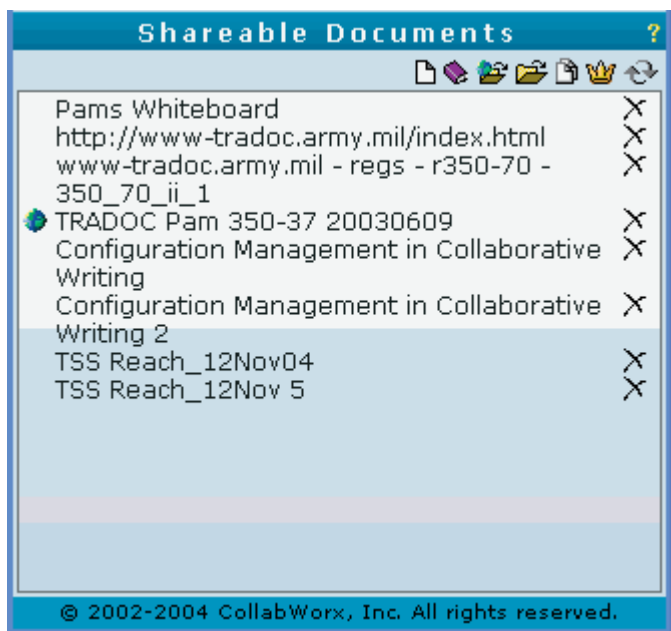 Shareable Documents ?
Pams Whiteboard
http://www-tradoc.army.mil/index.html
www-tradoc.army.mil - regs - r350-70 -
350_70_ii_1
TRADOC Pam 350-37 20030609
Configuration Management in Collaborative
Writing
Configuration Management in Collaborative
Writing 2
TSS Reach_12Nov04
TSS Reach_12Nov 5
© 2002-2004 CollabWorx, Inc. All rights reserved.